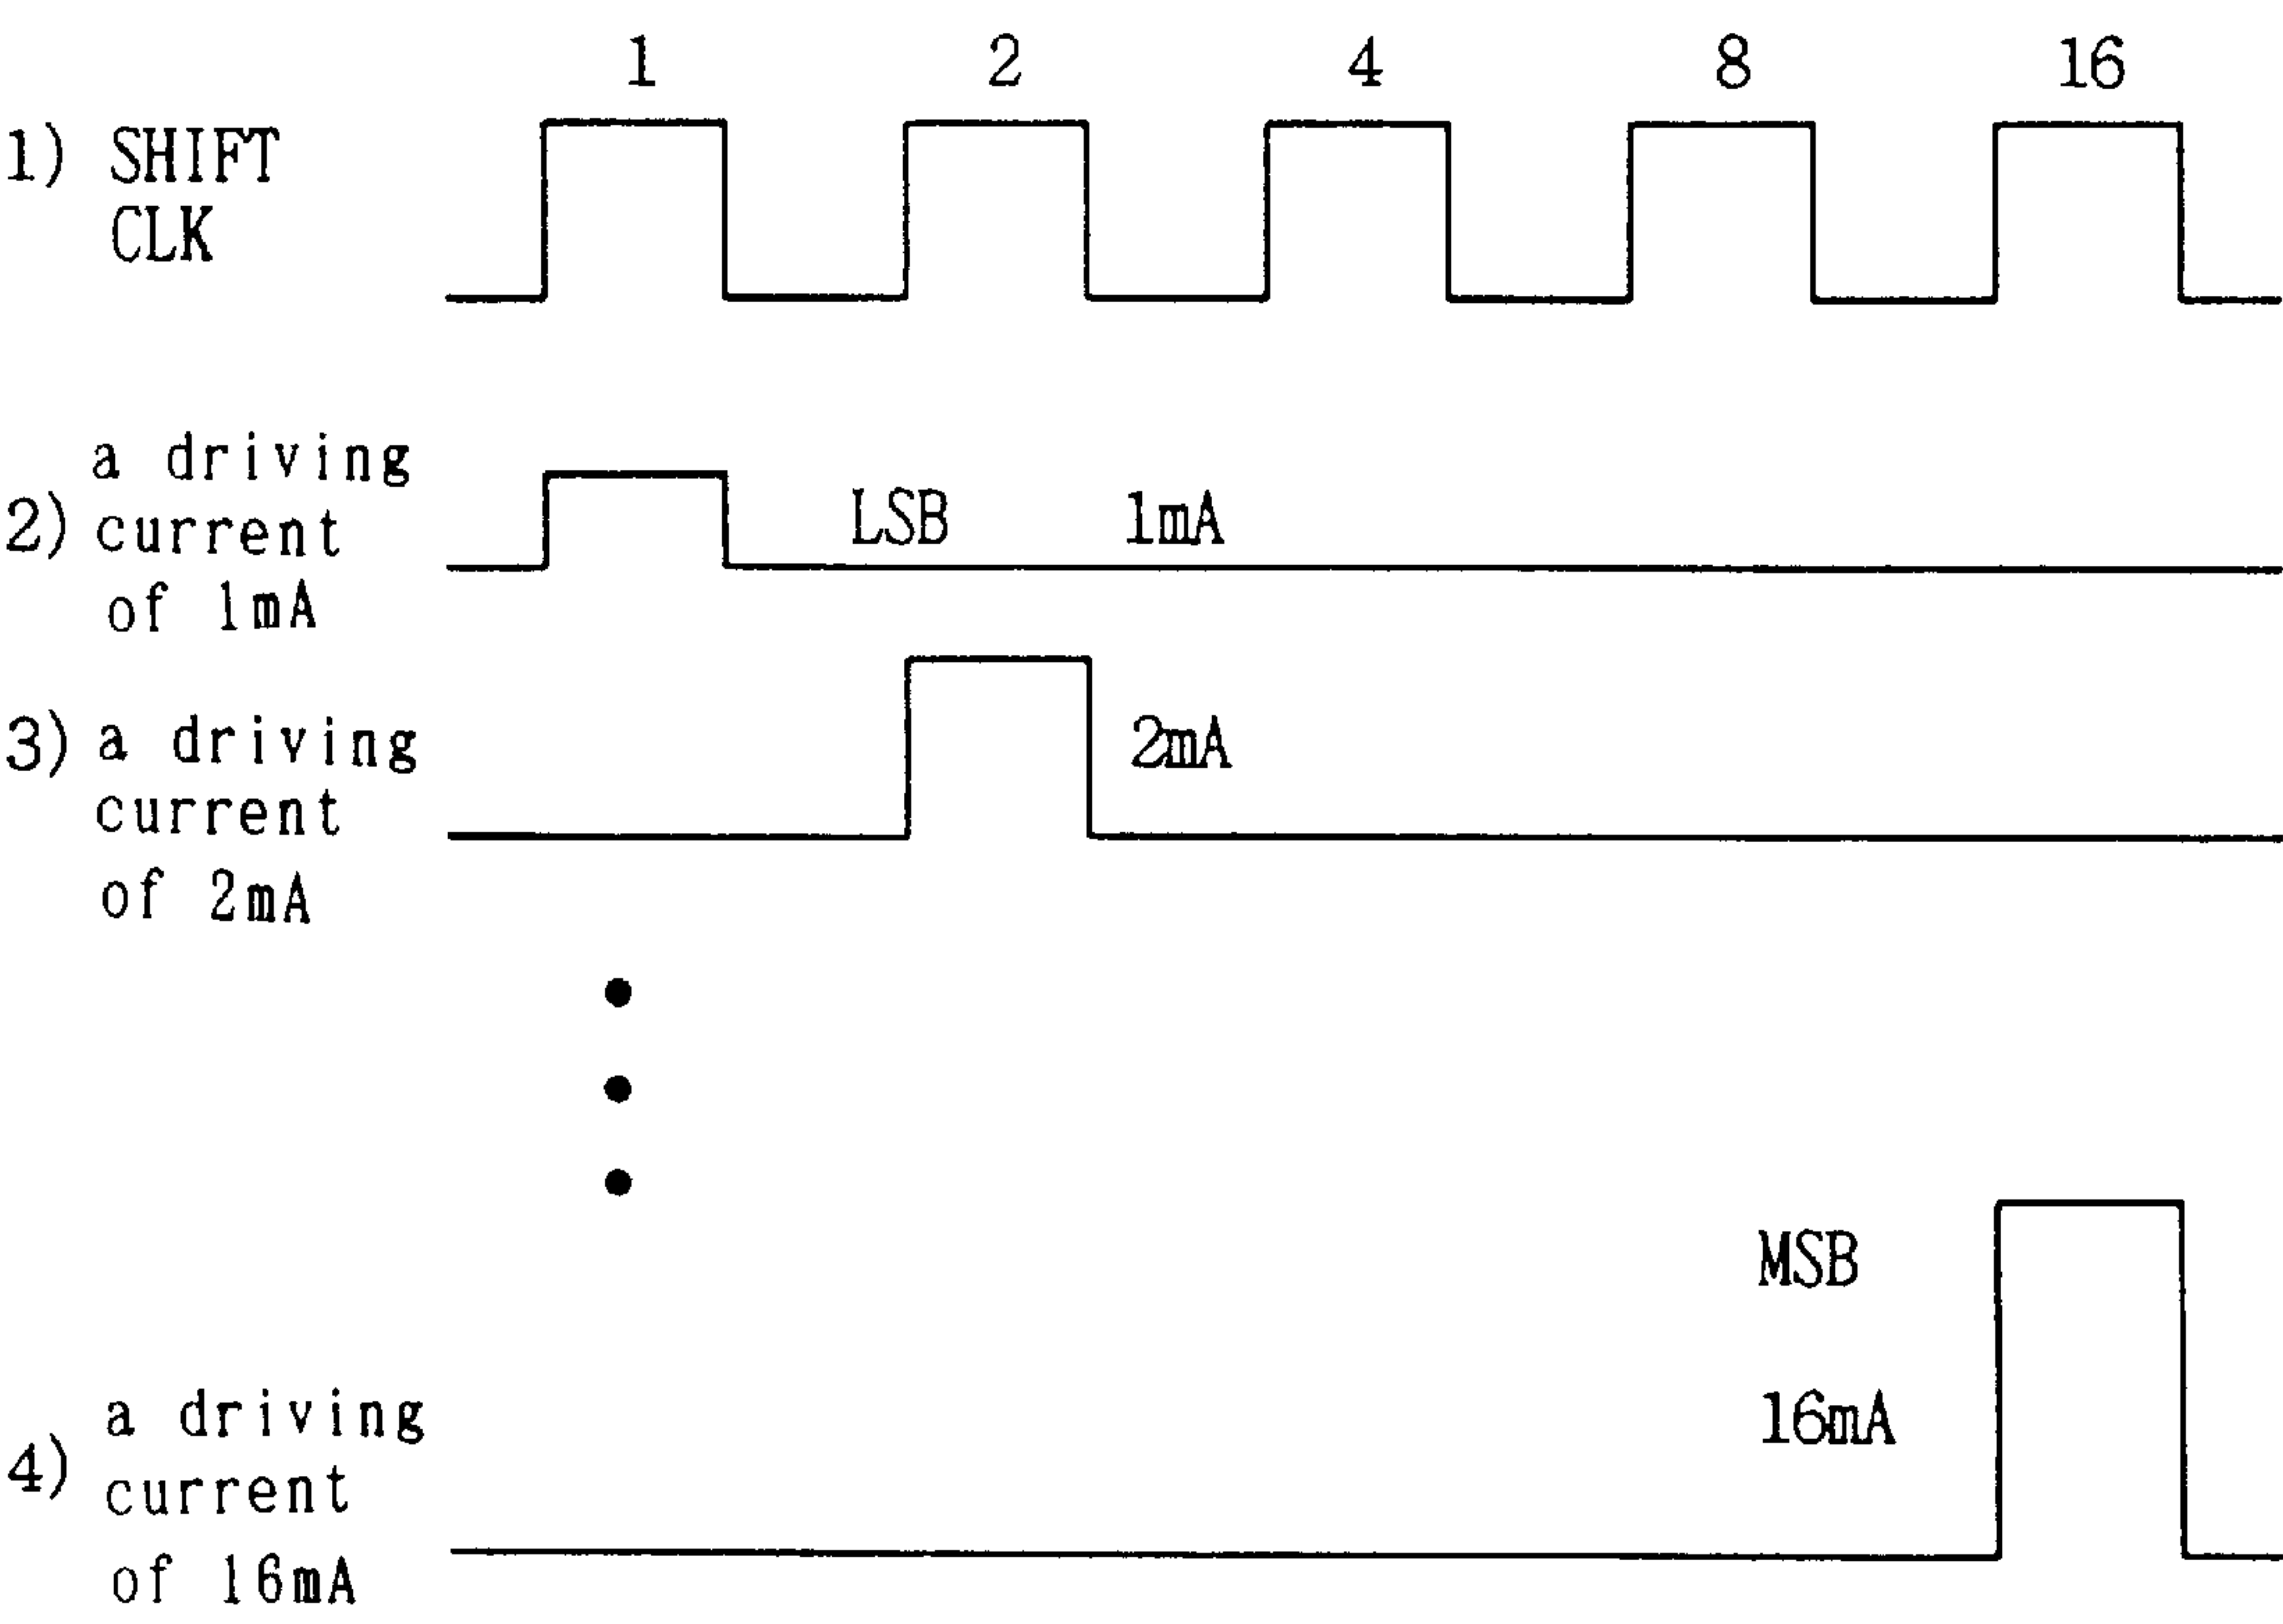 1 2 4 8 16
1) SHIFT
CLK
a driving
2) current
of 1mA
LSB 1mA
3) a driving
current
of 2mA
2mA
MSB
16mA
a driving
4) current
of 16mA